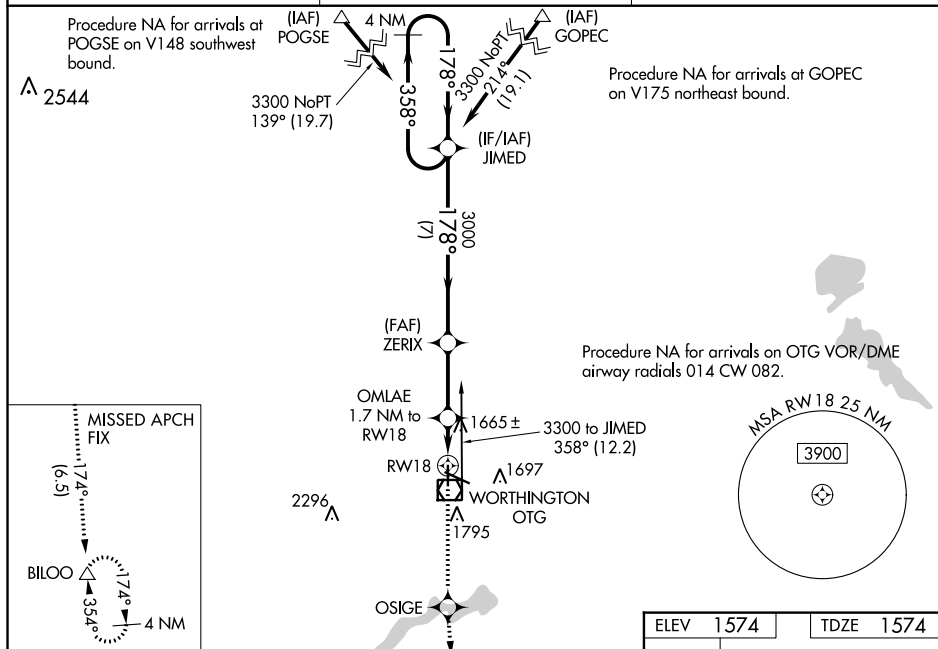 Procedure NA for arrivals at
POGSE on V148 southwest
bound.
2544
(IAF)
POGSE
4 NM
(IAF)
GOPEC
3300 NoPT
139° (19.7)
358°
178°
3300 NoPT
214°
(19.1)
Procedure NA for arrivals at GOPEC
on V175 northeast bound.
(IF/IAF)
JIMED
3000
178°
(7)
(FAF)
ZERIX
Procedure NA for arrivals on OTG VOR/DME
airway radials 014 CW 082.
OMLAE
1.7 NM to
RW18
1665 ±
3300 to JIMED
358° (12.2)
RW18
1697
WORTHINGTON
OTG
2296
1795
OSIGE
MSA RW18 25 NM
3900
MISSED APCH
FIX
174°
(6.5)
BILOO
174°
354°
4 NM
ELEV 1574
TDZE 1574